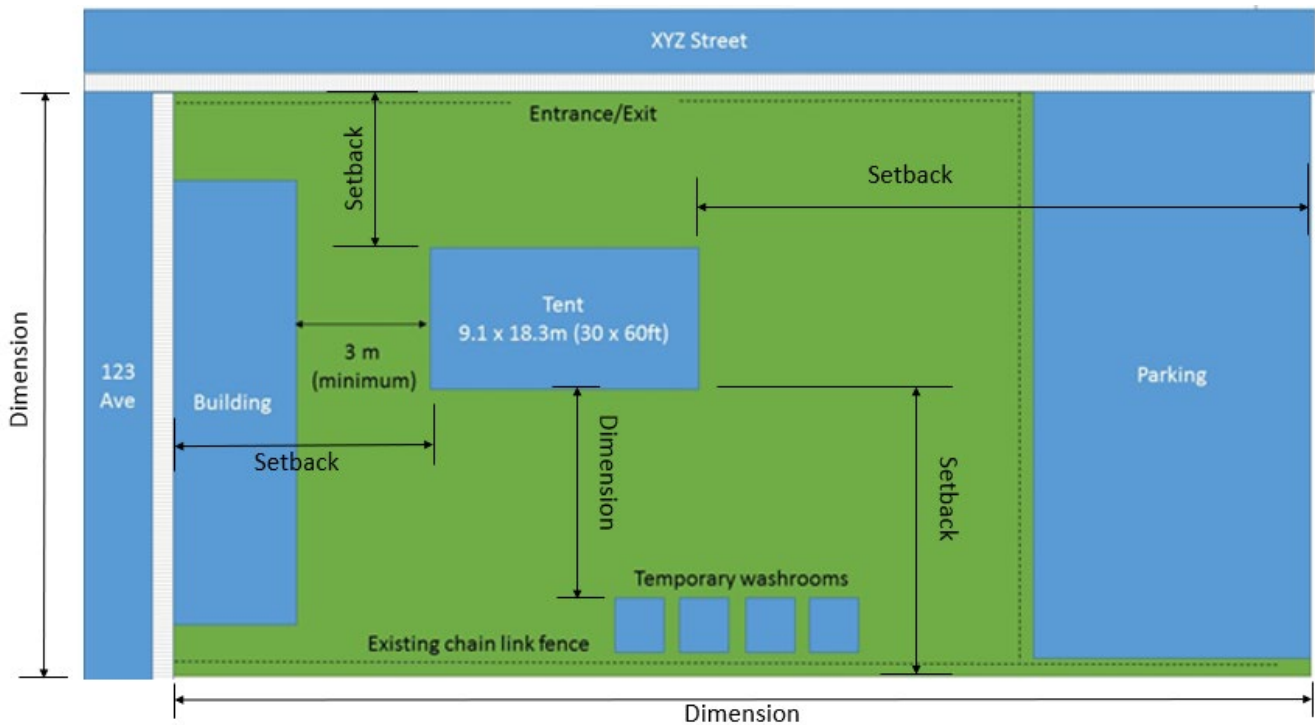 XYZ Street
Entrance/Exit
Setback
Setback
Tent
9.1 x 18.3m (30 x 60ft)
3 m
(minimum)
Dimension
123
Ave
Building
Parking
Setback
Dimension
Setback
Temporary washrooms
Existing chain link fence
Dimension